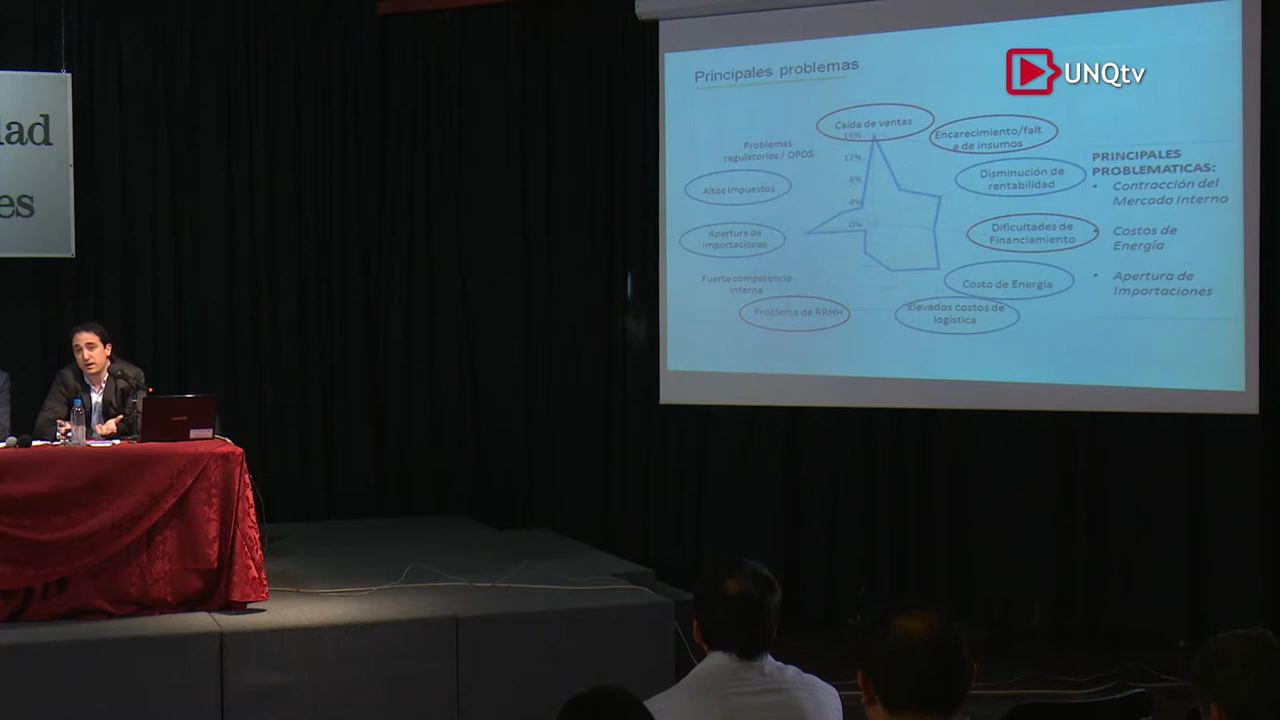 dad
es
UNQtv
Principales problemas
Caída de ventas
Encarecimiento/falt
a de insumos
Disminución de
rentabilidad
Dificultades de
Financiamiento
Costo de Energía
Elevados costos de
logística
Problema de RRHH
Fuerte competencia
interna
Apertura de
Importaciones
Altos Impuestos
Problemas
regulatorios / OPDS
16%
12%
8%
4%
0%
PRINCIPALES
PROBLEMATICAS:
• Contracción del
Mercado Interno
• Costos de
Energía
• Apertura de
Importaciones